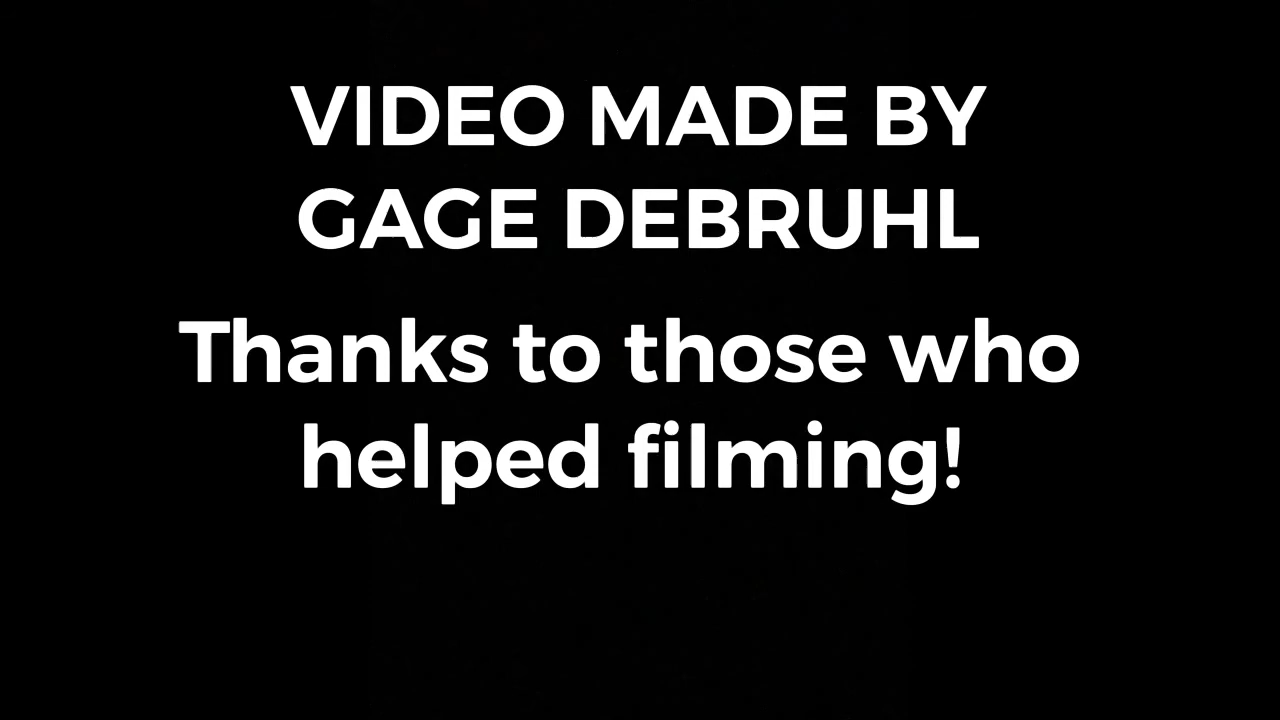 VIDEO MADE BY
GAGE DEBRUHL
Thanks to those who
helped filming!